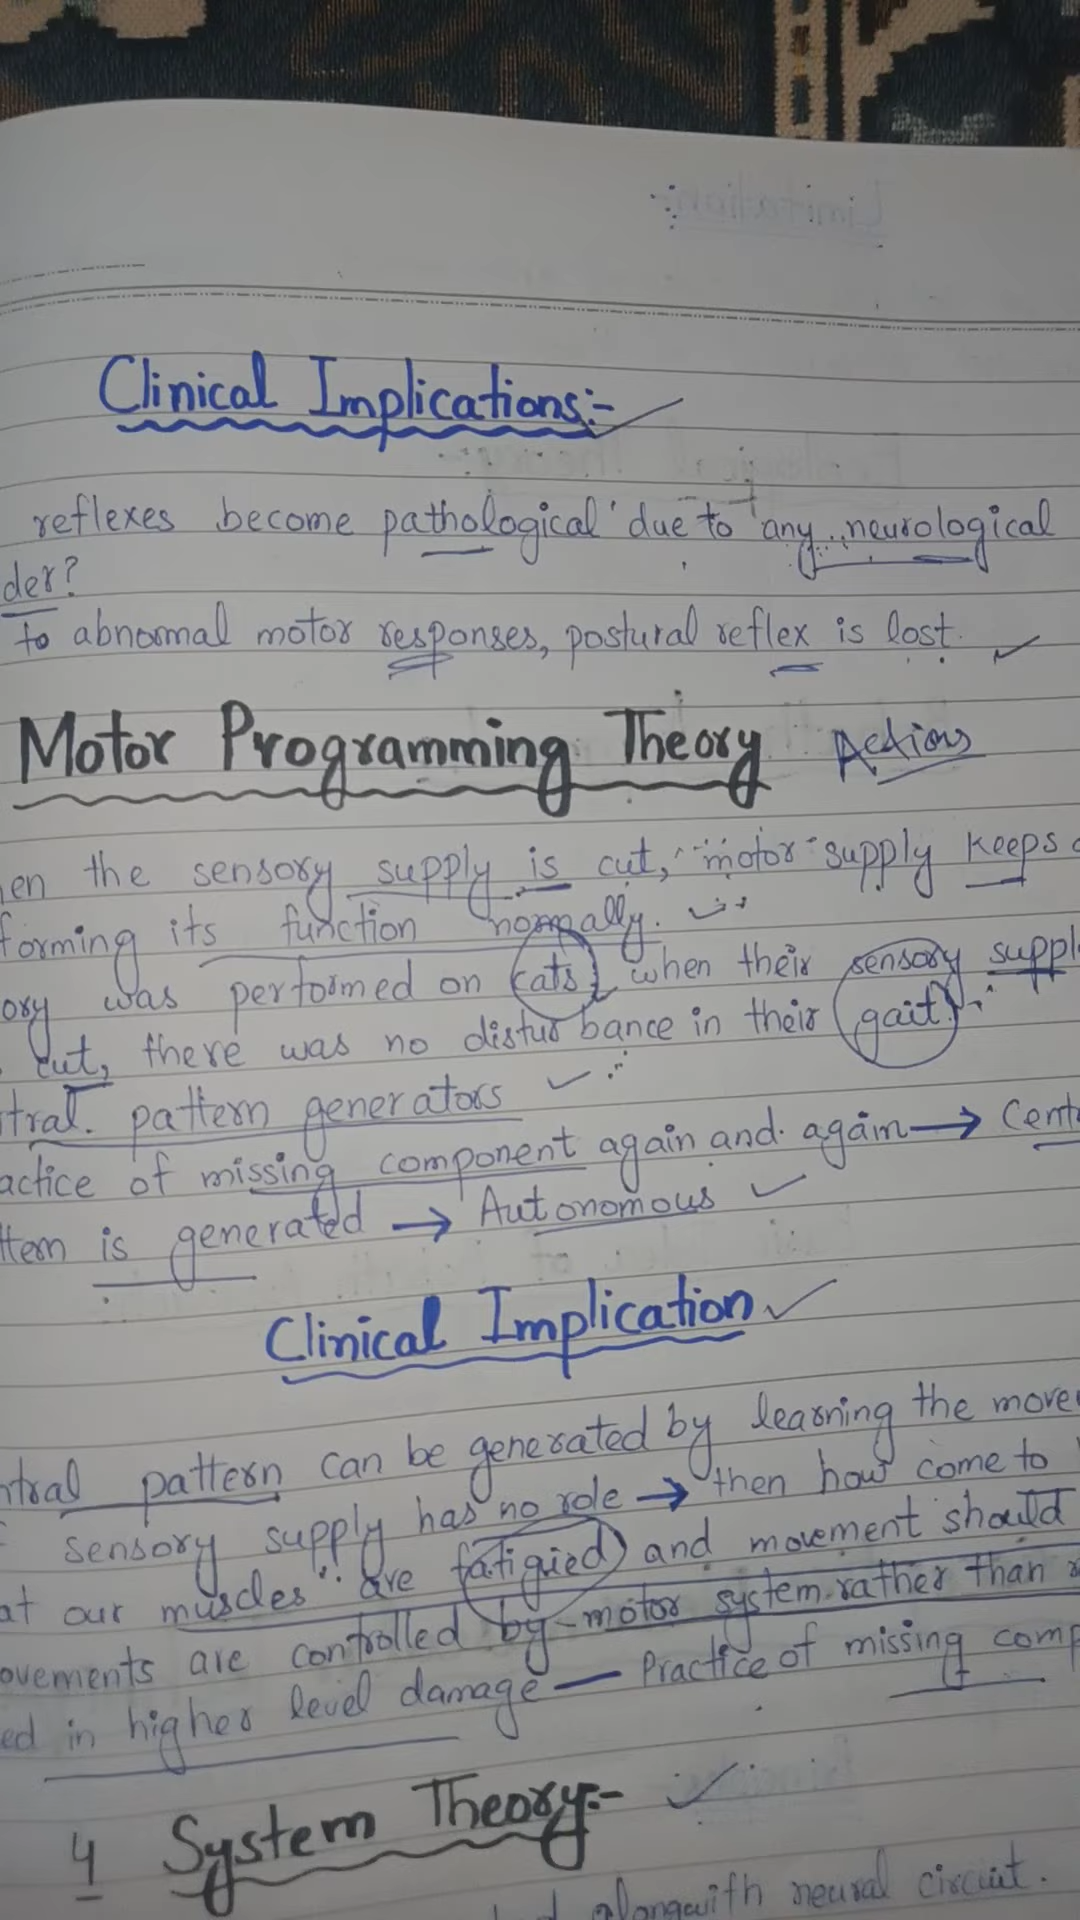 Clinical Implications:-
reflexes become pathological due to any neurological
der?
to abnormal motor responses, postural reflex is lost.
Motor Programming Theory Actions
en the sensory supply is cut, motor supply keeps
forming its function normally.
ory was performed on cats, when their sensory suppl
cut, there was no disturbance in their gait.
tral pattern generators
actice of missing component again and again → Cent
ttern is generated → Autonomous
Clinical Implication
ntral pattern can be generated by learning the move
sensory supply has no role → then how come to
at our muscles are fatigued and movement should
ovements are controlled by motor system rather than
ed in higher level damage — Practice of missing comp
4 System Theory:-
alongwith neural circuit.